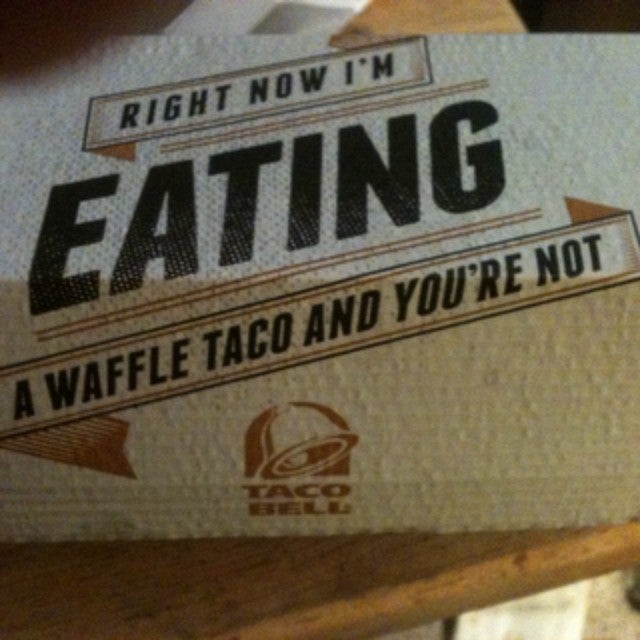 RIGHT NOW I'M
EATING
A WAFFLE TACO AND YOU'RE NOT
TACO
BELL